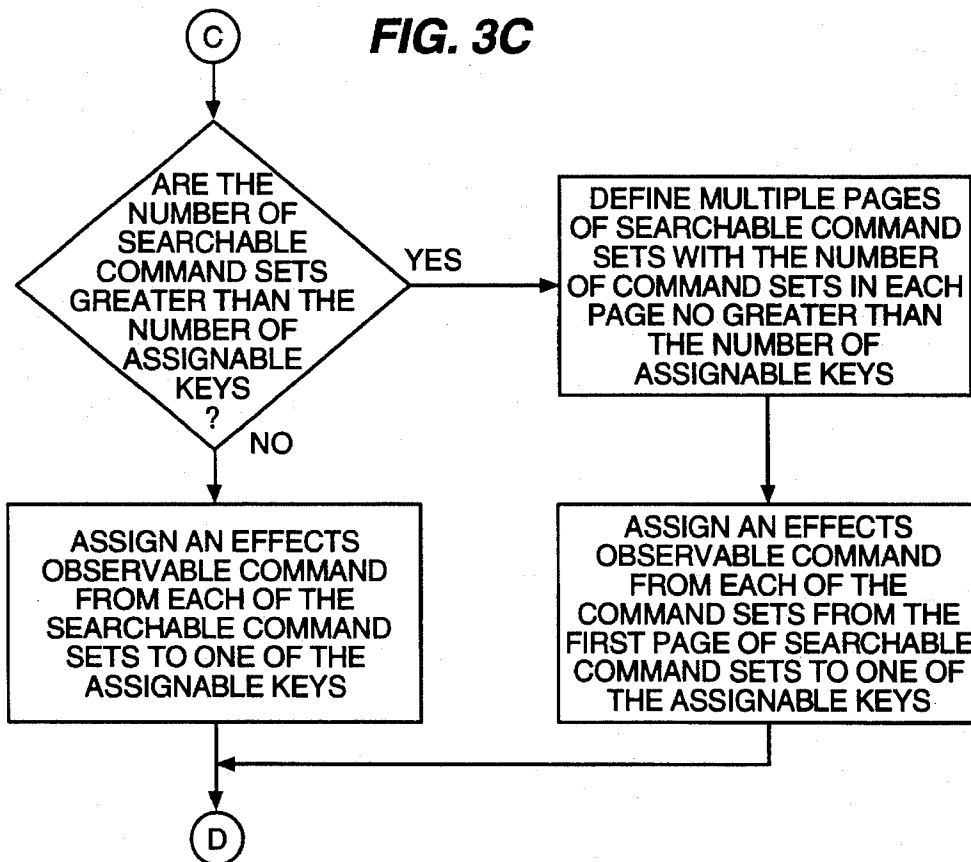 C
FIG. 3C
ARE THE
NUMBER OF
SEARCHABLE
COMMAND SETS
GREATER THAN THE
NUMBER OF
ASSIGNABLE
KEYS
?
YES
NO
DEFINE MULTIPLE PAGES
OF SEARCHABLE COMMAND
SETS WITH THE NUMBER
OF COMMAND SETS IN EACH
PAGE NO GREATER THAN
THE NUMBER OF
ASSIGNABLE KEYS
ASSIGN AN EFFECTS
OBSERVABLE COMMAND
FROM EACH OF THE
SEARCHABLE COMMAND
SETS TO ONE OF THE
ASSIGNABLE KEYS
ASSIGN AN EFFECTS
OBSERVABLE COMMAND
FROM EACH OF THE
COMMAND SETS FROM THE
FIRST PAGE OF SEARCHABLE
COMMAND SETS TO ONE OF
THE ASSIGNABLE KEYS
D